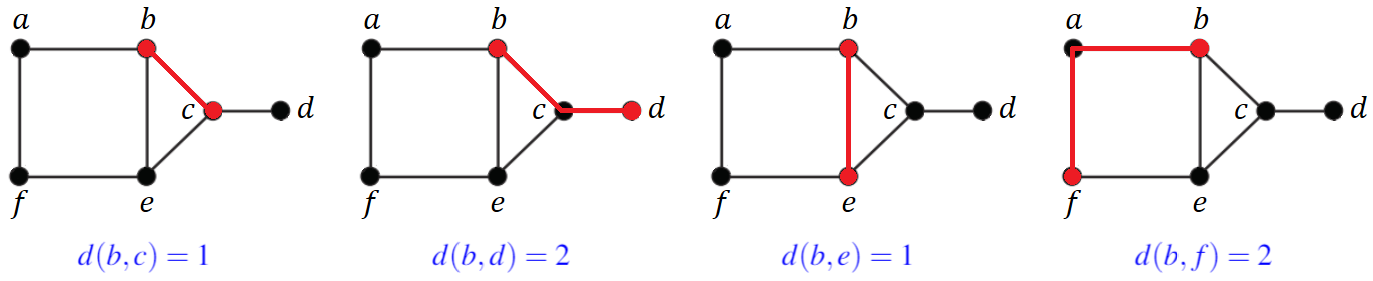 a b a b a b a b
c d c d c d c d
f e f e f e f e
d(b,c) = 1 d(b,d) = 2 d(b,e) = 1 d(b,f) = 2